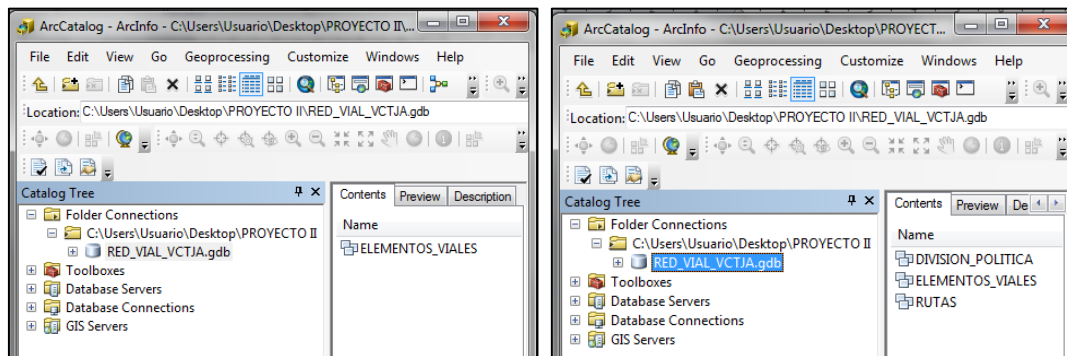 ArcCatalog - ArcInfo - C:\Users\Usuario\Desktop\PROYECTO II\...
File Edit View Go Geoprocessing Customize Windows Help
Location: C:\Users\Usuario\Desktop\PROYECTO II\RED_VIAL_VCTJA.gdb
Catalog Tree
Folder Connections
C:\Users\Usuario\Desktop\PROYECTO II
RED_VIAL_VCTJA.gdb
Toolboxes
Database Servers
Database Connections
GIS Servers
Contents Preview Description
Name
ELEMENTOS_VIALES
ArcCatalog - ArcInfo - C:\Users\Usuario\Desktop\PROYECT...
File Edit View Go Geoprocessing Customize Windows Help
Location: C:\Users\Usuario\Desktop\PROYECTO II\RED_VIAL_VCTJA.gdb
Catalog Tree
Folder Connections
C:\Users\Usuario\Desktop\PROYECTO II
RED_VIAL_VCTJA.gdb
Toolboxes
Database Servers
Database Connections
GIS Servers
Contents Preview De
Name
DIVISION_POLITICA
ELEMENTOS_VIALES
RUTAS